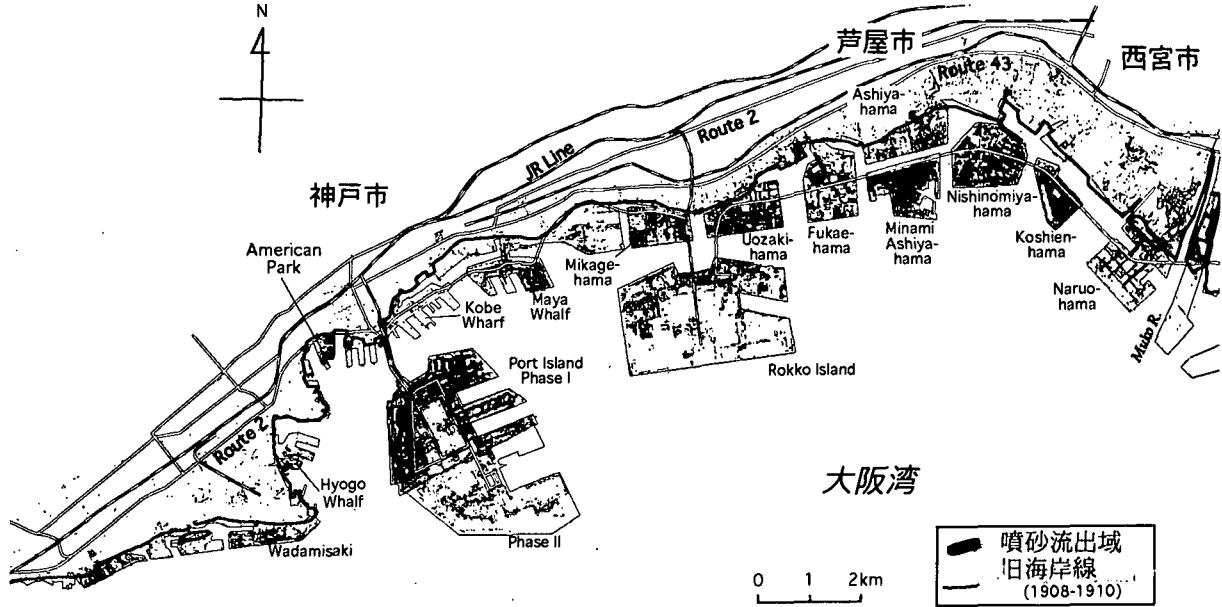 N
芦屋市
西宮市
Route 43
Ashiya-
hama
Route 2
JR Line
神戸市
Nishinomiya-
hama
American
Park
Uozaki-
hama
Fukae-
hama
Minami
Ashiya-
hama
Koshien-
hama
Mikage-
hama
Naruo-
hama
Kobe
Wharf
Maya
Whalf
Muko R.
Port Island
Phase I
Rokko Island
Route 2
Hyogo
Whalf
大阪湾
Phase II
Wadamisaki
噴砂流出域
旧海岸線
(1908-1910)
0 1 2km